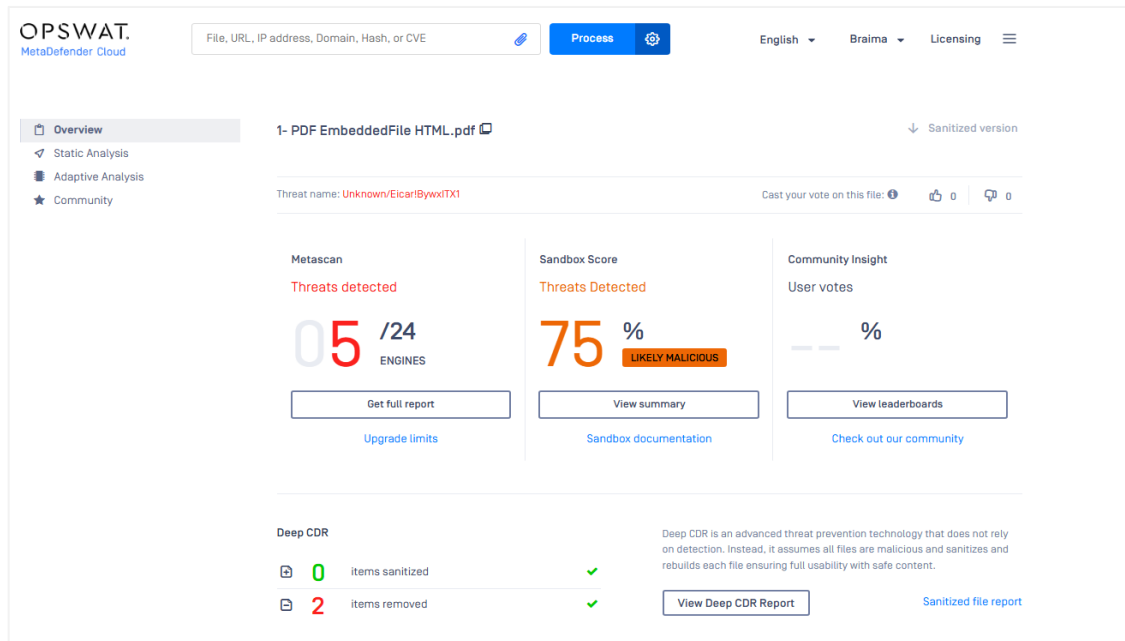 OPSWAT.
MetaDefender Cloud
File, URL, IP address, Domain, Hash, or CVE
Process
English
Braima
Licensing
Overview
Static Analysis
Adaptive Analysis
Community
1- PDF EmbeddedFile HTML.pdf
Sanitized version
Threat name: Unknown/Eicar!BywxITX1
Cast your vote on this file:
0
0
Metascan
Threats detected
05 /24
ENGINES
Get full report
Upgrade limits
Sandbox Score
Threats Detected
75 %
LIKELY MALICIOUS
View summary
Sandbox documentation
Community Insight
User votes
-- %
View leaderboards
Check out our community
Deep CDR
0 items sanitized
2 items removed
Deep CDR is an advanced threat prevention technology that does not rely
on detection. Instead, it assumes all files are malicious and sanitizes and
rebuilds each file ensuring full usability with safe content.
View Deep CDR Report
Sanitized file report